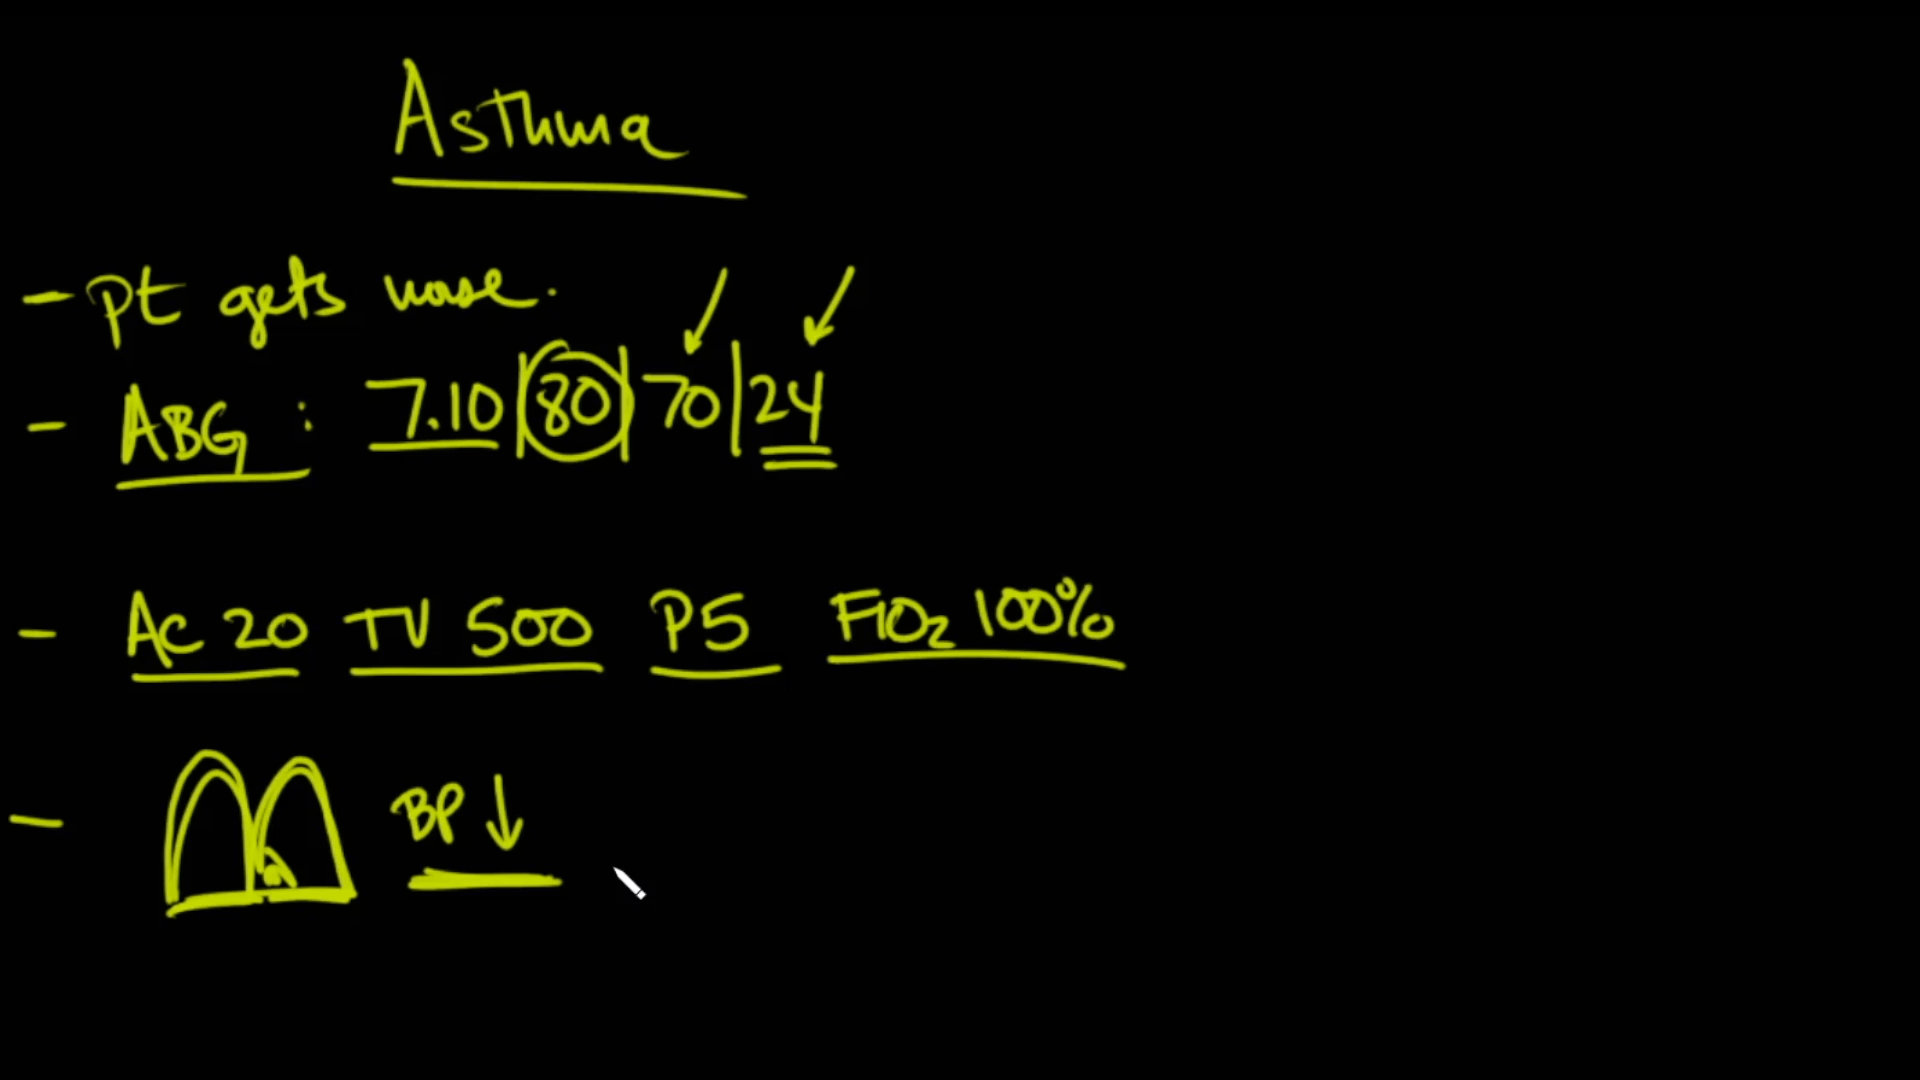 Asthma
- Pt gets worse.
- ABG : 7.10 | 80 | 70 | 24
- AC 20 TV 500 P5 FIO2 100%
- BP ↓